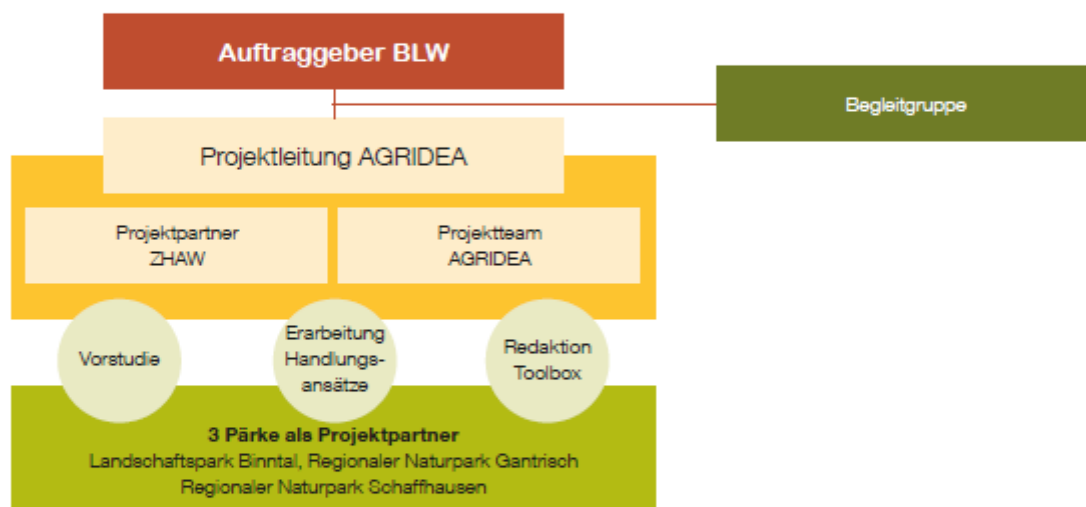 Auftraggeber BLW
Begleitgruppe
Projektleitung AGRIDEA
Projektpartner
ZHAW
Projektteam
AGRIDEA
Vorstudie
Erarbeitung
Handlungs-
ansätze
Redaktion
Toolbox
3 Pärke als Projektpartner
Landschaftspark Binntal, Regionaler Naturpark Gantrisch
Regionaler Naturpark Schaffhausen